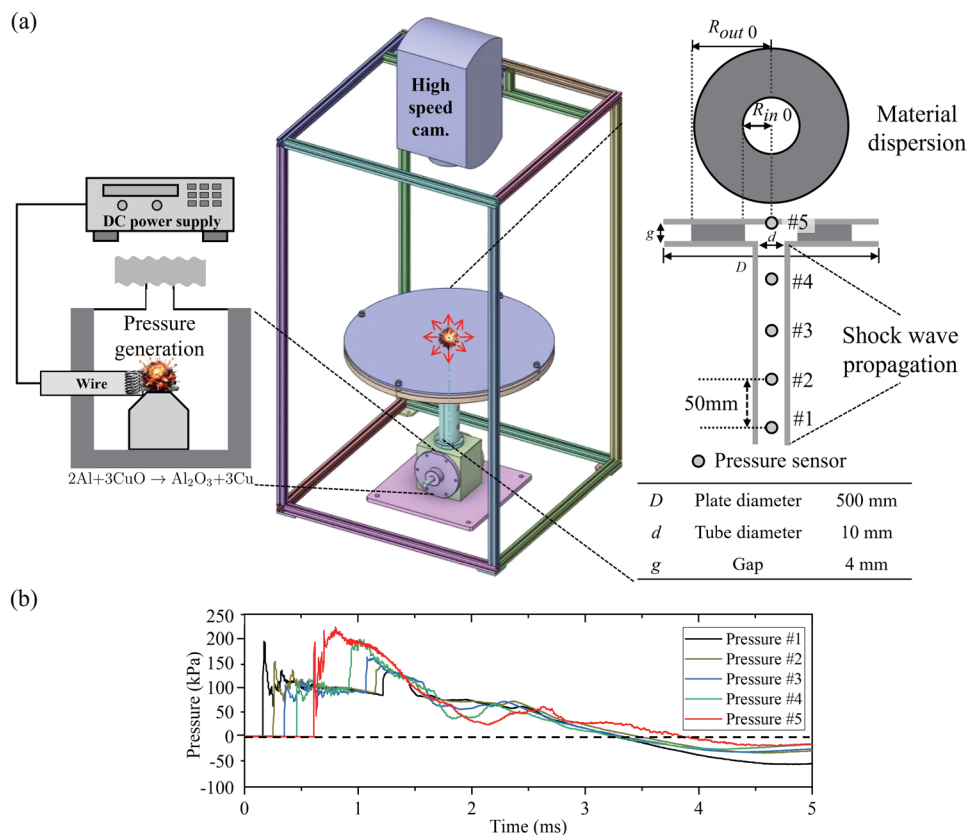 (a)
High
speed
cam.
DC power supply
Pressure
generation
Wire
2Al+3CuO → Al₂O₃+3Cu
R_out 0
R_in 0
Material
dispersion
#5
g
d
D
#4
#3
Shock wave
propagation
#2
50mm
#1
Pressure sensor
D Plate diameter 500 mm
d Tube diameter 10 mm
g Gap 4 mm
(b)
Pressure (kPa)
250
200
150
100
50
0
-50
-100
Pressure #1
Pressure #2
Pressure #3
Pressure #4
Pressure #5
0 1 2 3 4 5
Time (ms)